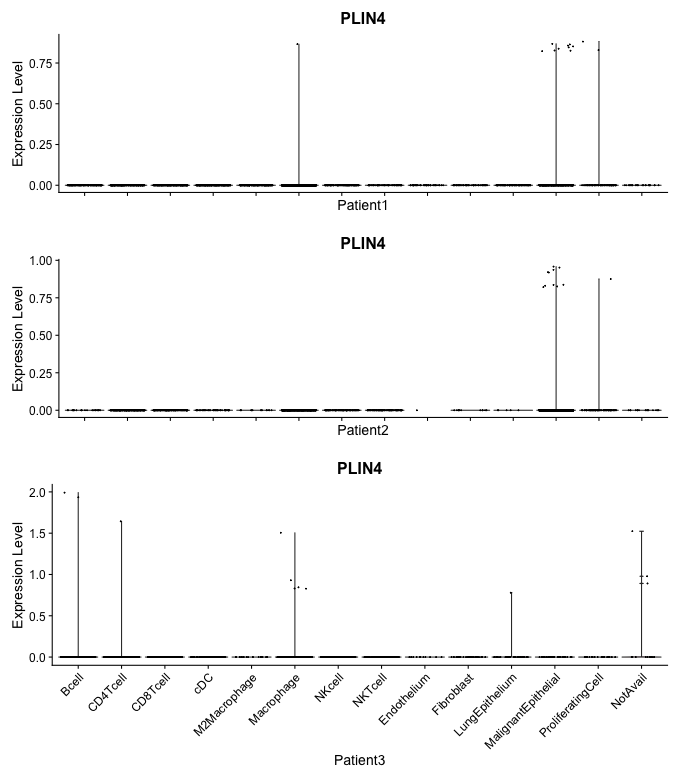 PLIN4
Expression Level
0.75
0.50
0.25
0.00
Patient1
PLIN4
Expression Level
1.00
0.75
0.50
0.25
0.00
Patient2
PLIN4
Expression Level
2.0
1.5
1.0
0.5
0.0
Bcell
CD4Tcell
CD8Tcell
cDC
M2Macrophage
Macrophage
NKcell
NKTcell
Endothelium
Fibroblast
LungEpithelium
MalignantEpithelial
ProliferatingCell
NotAvail
Patient3